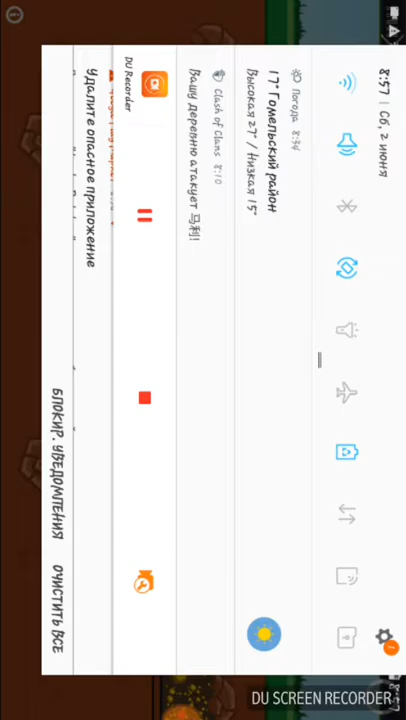 8:57 | Сб, 2 июня
Погода 8:34
17° Гомельский район
Высокая 27° / Низкая 15°
Clash of Clans 8:10
Вашу деревню атакует 马利!
DU Recorder
Удалите опасное приложение
БЛОКИР. УВЕДОМЛЕНИЯ
ОЧИСТИТЬ ВСЕ
DU SCREEN RECORDER